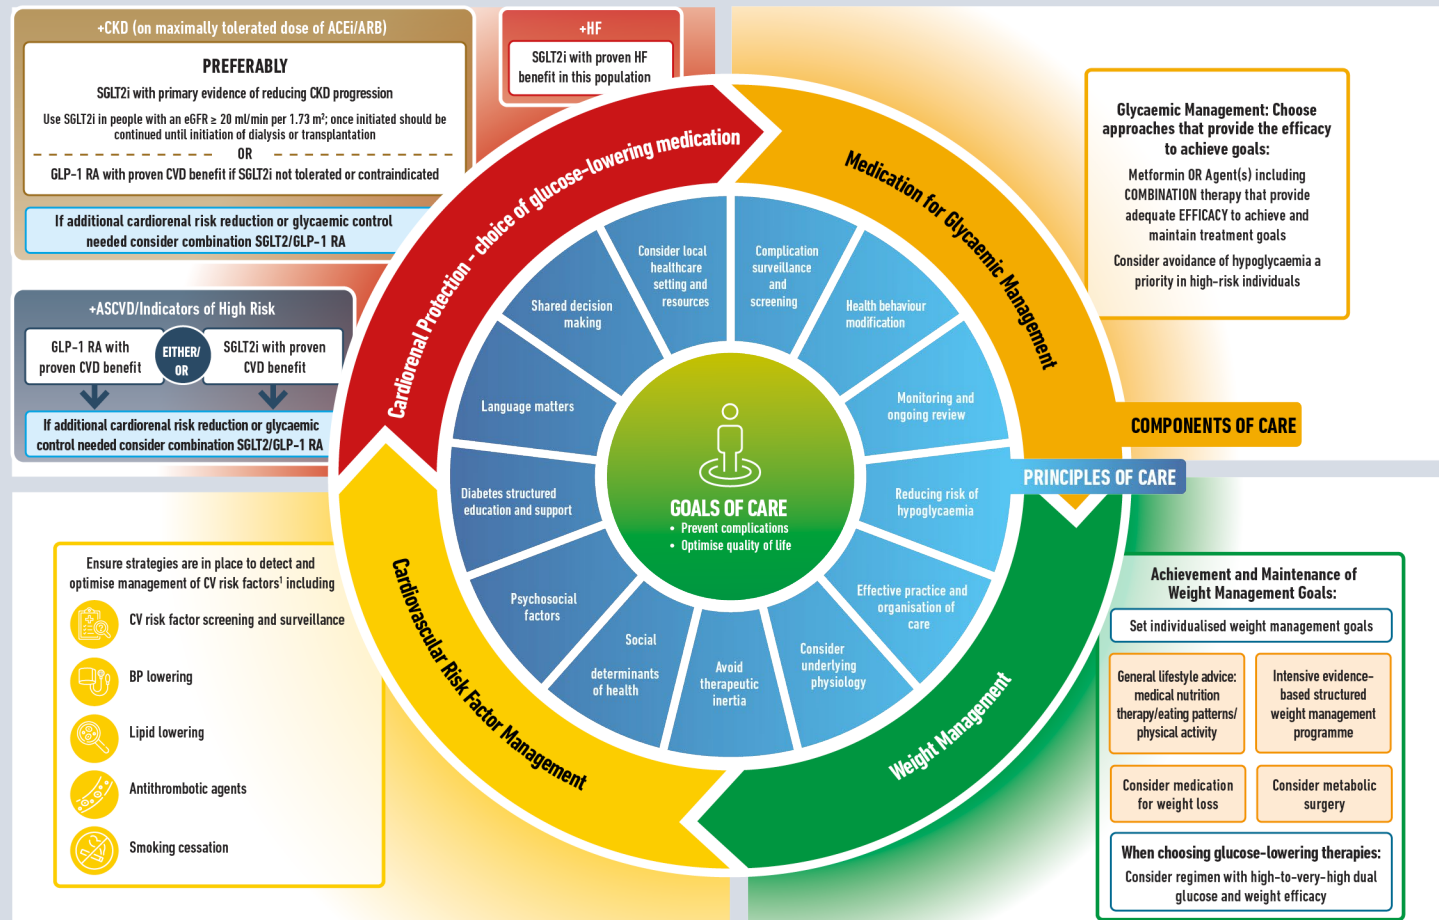 +CKD (on maximally tolerated dose of ACEi/ARB)
PREFERABLY
SGLT2i with primary evidence of reducing CKD progression
Use SGLT2i in people with an eGFR ≥ 20 ml/min per 1.73 m²; once initiated should be
continued until initiation of dialysis or transplantation
OR
GLP-1 RA with proven CVD benefit if SGLT2i not tolerated or contraindicated
If additional cardiorenal risk reduction or glycaemic control
needed consider combination SGLT2/GLP-1 RA
+HF
SGLT2i with proven HF
benefit in this population
+ASCVD/Indicators of High Risk
GLP-1 RA with
proven CVD benefit
EITHER/
OR
SGLT2i with proven
CVD benefit
If additional cardiorenal risk reduction or glycaemic
control needed consider combination SGLT2/GLP-1 RA
Glycaemic Management: Choose
approaches that provide the efficacy
to achieve goals:
Metformin OR Agent(s) including
COMBINATION therapy that provide
adequate EFFICACY to achieve and
maintain treatment goals
Consider avoidance of hypoglycaemia a
priority in high-risk individuals
Cardiorenal Protection - choice of glucose-lowering medication
Medication for Glycaemic Management
Weight Management
Cardiovascular Risk Factor Management
COMPONENTS OF CARE
PRINCIPLES OF CARE
Consider local
healthcare
setting and
resources
Complication
surveillance
and
screening
Health behaviour
modification
Monitoring and
ongoing review
Reducing risk of
hypoglycaemia
Effective practice and
organisation of
care
Consider
underlying
physiology
Avoid
therapeutic
inertia
Social
determinants
of health
Psychosocial
factors
Diabetes structured
education and support
Language matters
Shared decision
making
GOALS OF CARE
• Prevent complications
• Optimise quality of life
Ensure strategies are in place to detect and
optimise management of CV risk factors¹ including
CV risk factor screening and surveillance
BP lowering
Lipid lowering
Antithrombotic agents
Smoking cessation
Achievement and Maintenance of
Weight Management Goals:
Set individualised weight management goals
General lifestyle advice:
medical nutrition
therapy/eating patterns/
physical activity
Intensive evidence-
based structured
weight management
programme
Consider medication
for weight loss
Consider metabolic
surgery
When choosing glucose-lowering therapies:
Consider regimen with high-to-very-high dual
glucose and weight efficacy